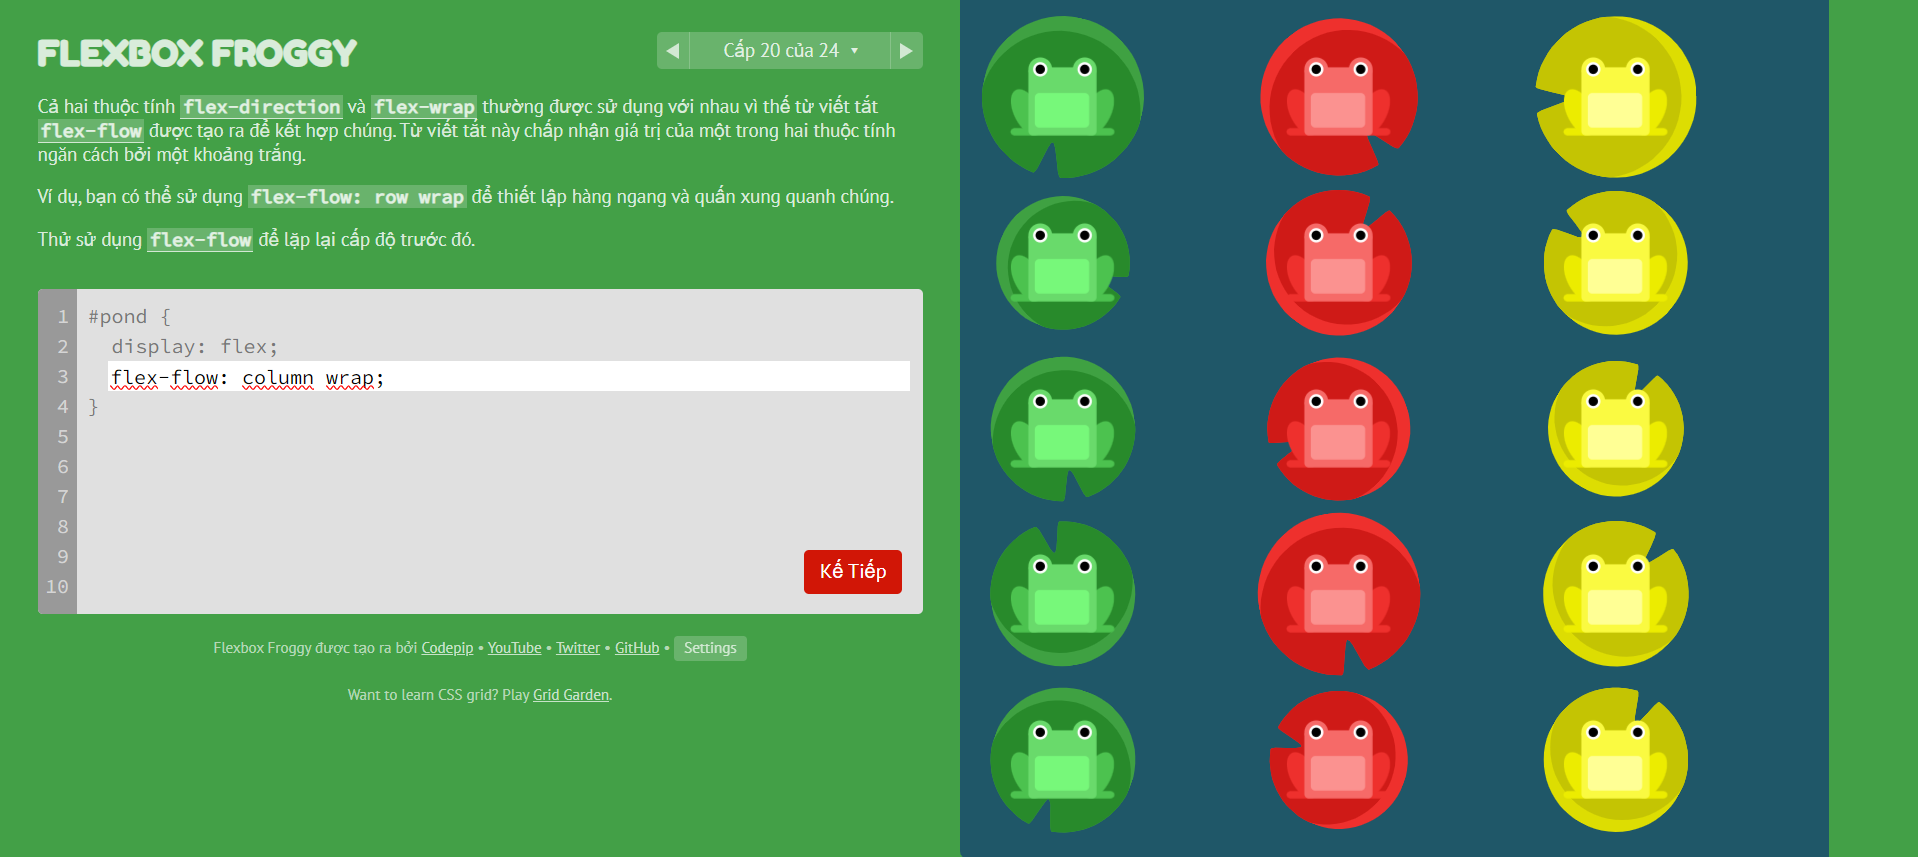 FLEXBOX FROGGY
◀ Cấp 20 của 24 ▼ ▶
Cả hai thuộc tính flex-direction và flex-wrap thường được sử dụng với nhau vì thế từ viết tắt
flex-flow được tạo ra để kết hợp chúng. Từ viết tắt này chấp nhận giá trị của một trong hai thuộc tính
ngăn cách bởi một khoảng trắng.
Ví dụ, bạn có thể sử dụng flex-flow: row wrap để thiết lập hàng ngang và quấn xung quanh chúng.
Thử sử dụng flex-flow để lặp lại cấp độ trước đó.
1 #pond {
2 display: flex;
3 flex-flow: column wrap;
4 }
5
6
7
8
9
10
Kế Tiếp
Flexbox Froggy được tạo ra bởi Codepip • YouTube • Twitter • GitHub • Settings
Want to learn CSS grid? Play Grid Garden.